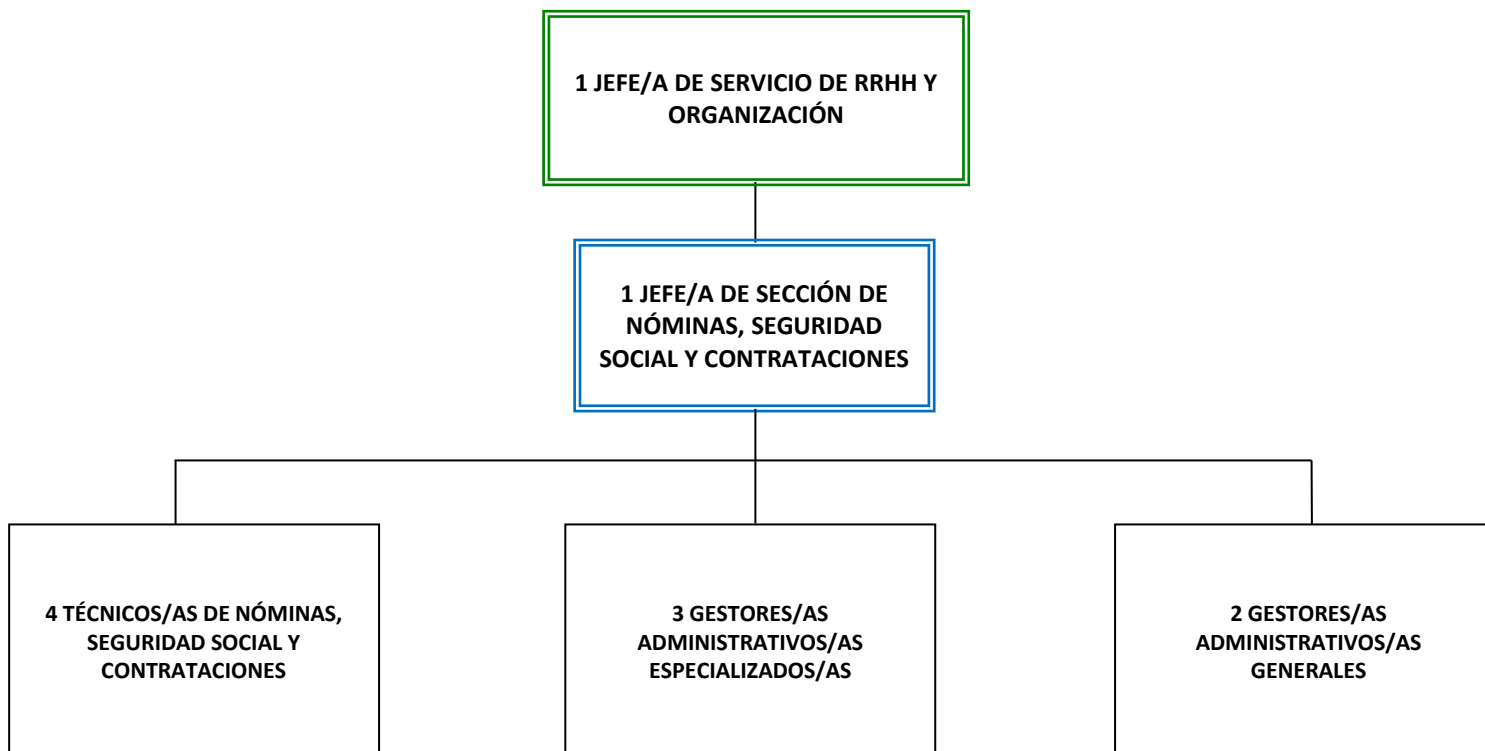 1 JEFE/A DE SERVICIO DE RRHH Y
ORGANIZACIÓN
1 JEFE/A DE SECCIÓN DE
NÓMINAS, SEGURIDAD
SOCIAL Y CONTRATACIONES
4 TÉCNICOS/AS DE NÓMINAS,
SEGURIDAD SOCIAL Y
CONTRATACIONES
3 GESTORES/AS
ADMINISTRATIVOS/AS
ESPECIALIZADOS/AS
2 GESTORES/AS
ADMINISTRATIVOS/AS
GENERALES